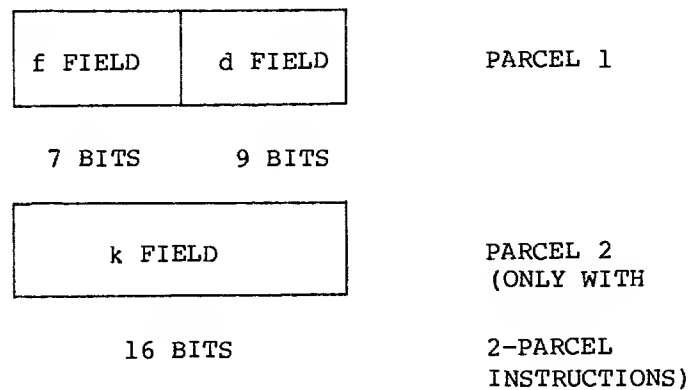 f FIELD d FIELD PARCEL 1
7 BITS 9 BITS
k FIELD PARCEL 2
(ONLY WITH
16 BITS 2-PARCEL
INSTRUCTIONS)